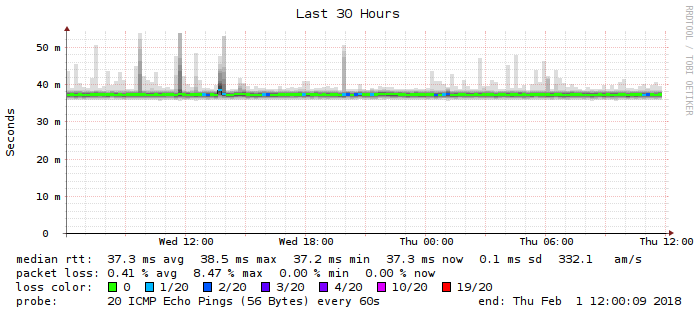 Last 30 Hours
RRDTOOL / TOBI OETIKER
Seconds
50 m
40 m
30 m
20 m
10 m
0
Wed 12:00 Wed 18:00 Thu 00:00 Thu 06:00 Thu 12:00
median rtt: 37.3 ms avg 38.5 ms max 37.2 ms min 37.3 ms now 0.1 ms sd 332.1 am/s
packet loss: 0.41 % avg 8.47 % max 0.00 % min 0.00 % now
loss color: 0 1/20 2/20 3/20 4/20 10/20 19/20
probe: 20 ICMP Echo Pings (56 Bytes) every 60s end: Thu Feb 1 12:00:09 2018